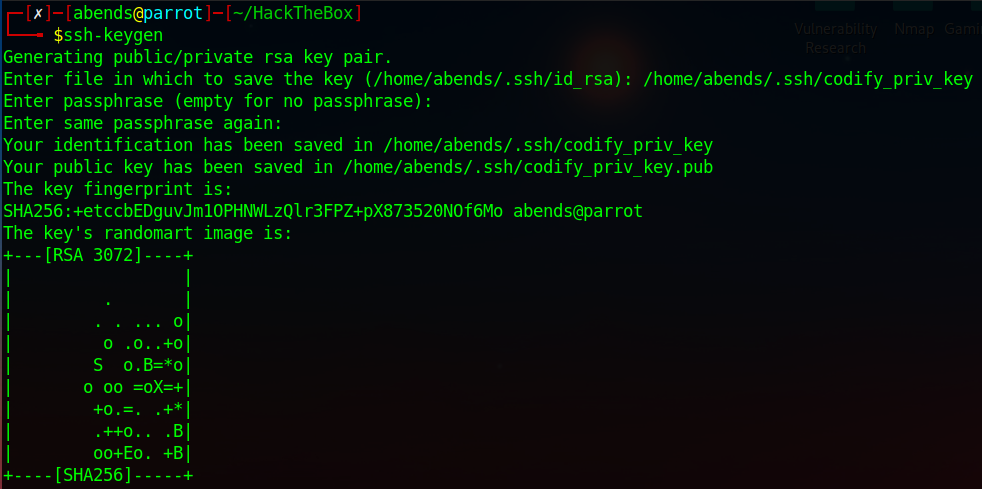 ┌─[✗]─[abends@parrot]─[~/HackTheBox]
└──╼ $ssh-keygen
Generating public/private rsa key pair.
Enter file in which to save the key (/home/abends/.ssh/id_rsa): /home/abends/.ssh/codify_priv_key
Enter passphrase (empty for no passphrase):
Enter same passphrase again:
Your identification has been saved in /home/abends/.ssh/codify_priv_key
Your public key has been saved in /home/abends/.ssh/codify_priv_key.pub
The key fingerprint is:
SHA256:+etccbEDguvJm1OPHNWLzQlr3FPZ+pX873520NOf6Mo abends@parrot
The key's randomart image is:
+---[RSA 3072]----+
|                 |
|         .       |
|        . . ... o|
|         o .o..+o|
|        S  o.B=*o|
|       o oo =oX=+|
|        +o.=. .+*|
|        .++o.. .B|
|        oo+Eo. +B|
+----[SHA256]-----+
Vulnerability Research
Nmap